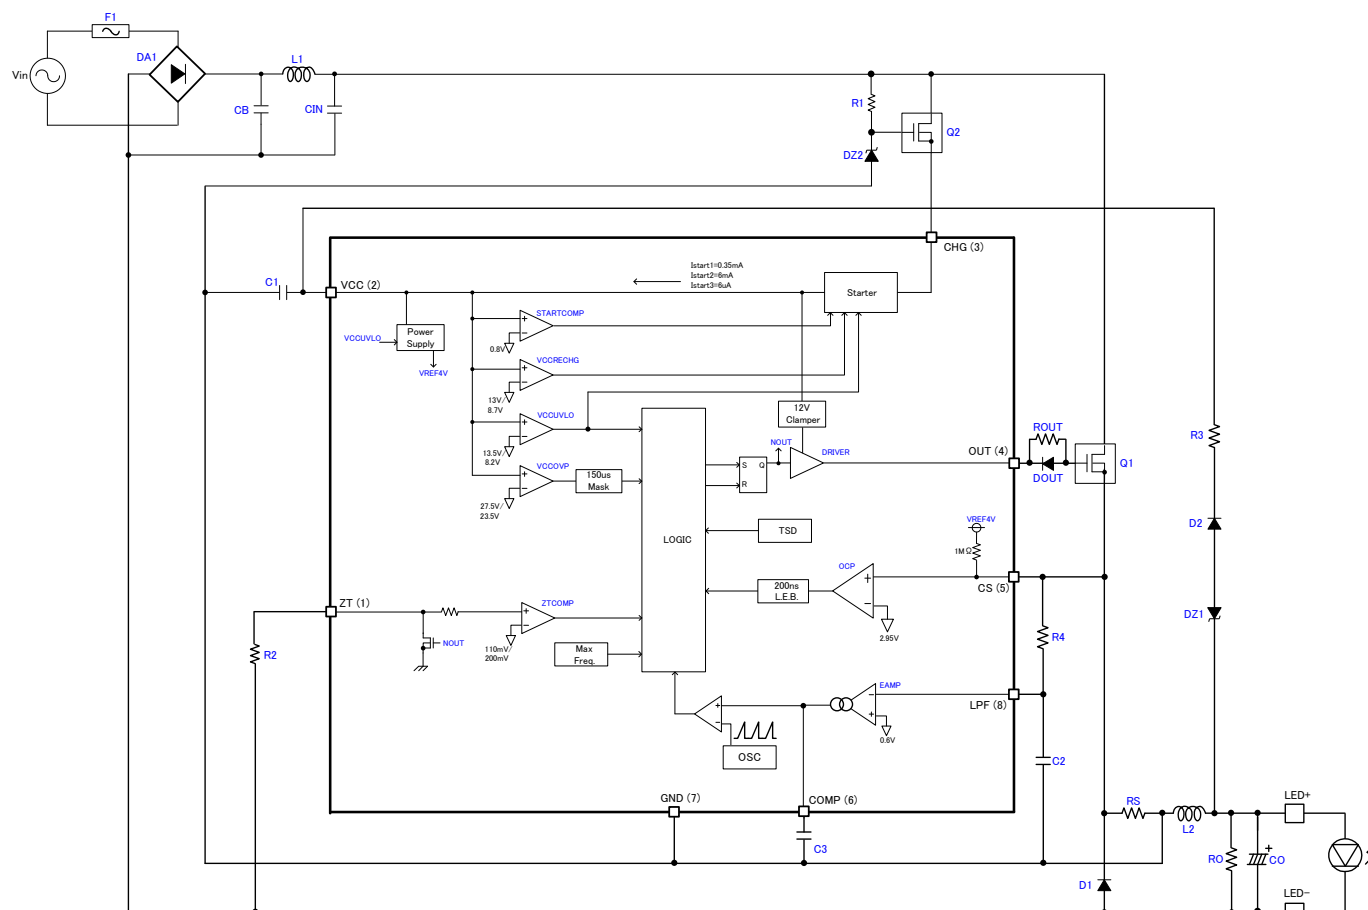 F1
DA1
L1
Vin
CB
CIN
R1
Q2
DZ2
CHG (3)
C1
VCC (2)
Istart1=0.35mA
Istart2=6mA
Istart3=6uA
Starter
STARTCOMP
Power
Supply
VCCUVLO
0.8V
VREF4V
VCCRECHG
13V/
8.7V
12V
Clamper
VCCUVLO
13.5V/
8.2V
NOUT
DRIVER
OUT (4)
ROUT
DOUT
Q1
R3
VCCOVP
150us
Mask
S
Q
R
27.5V/
23.5V
LOGIC
TSD
VREF4V
1MΩ
D2
OCP
200ns
L.E.B.
CS (5)
2.95V
ZT (1)
ZTCOMP
NOUT
110mV/
200mV
Max
Freq.
R2
R4
DZ1
EAMP
LPF (8)
0.6V
OSC
C2
GND (7)
COMP (6)
C3
RS
L2
LED+
RO
CO
D1
LED-